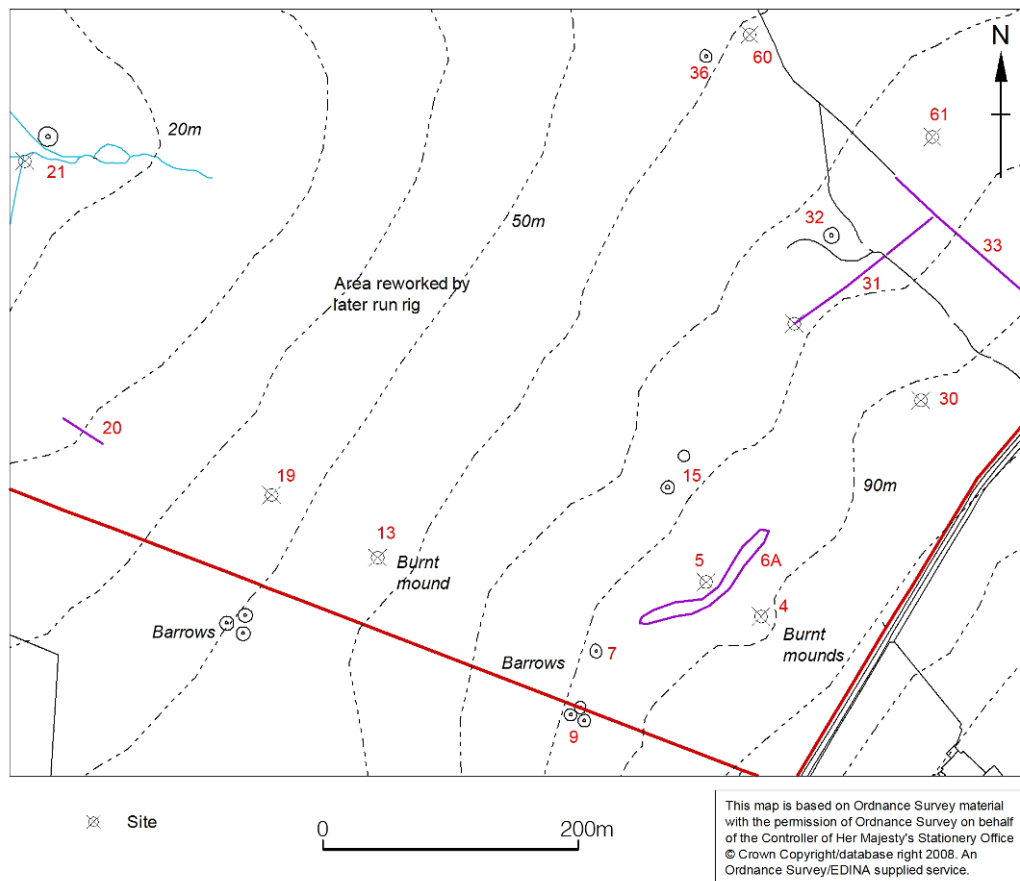 N
60
36
61
20m
21
32
50m
33
Area reworked by
later run rig
31
30
20
19
15
90m
13
Burnt
mound
5
6A
4
Barrows
Burnt
mounds
Barrows
7
9
Site
0
200m
This map is based on Ordnance Survey material
with the permission of Ordnance Survey on behalf
of the Controller of Her Majesty's Stationery Office
© Crown Copyright/database right 2008. An
Ordnance Survey/EDINA supplied service.